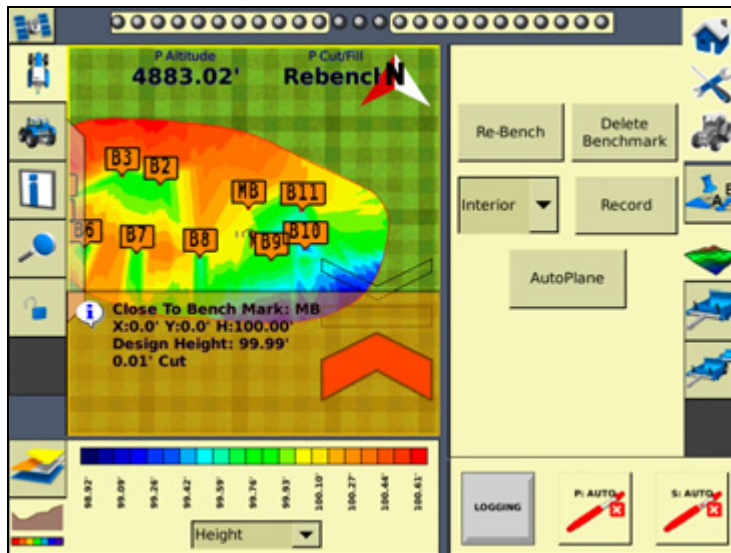 P Altitude
4883.02'
P Cut/Fill
Rebencl
N
B3
B2
MB
B11
B6
B7
B8
B9
B10
Close To Bench Mark: MB
X:0.0' Y:0.0' H:100.00'
Design Height: 99.99'
0.01' Cut
98.92'
99.09'
99.26'
99.42'
99.59'
99.76'
99.93'
100.10'
100.27'
100.44'
100.61'
Height
Re-Bench
Delete
Benchmark
Interior
Record
AutoPlane
A
B
LOGGING
P: AUTO
S: AUTO